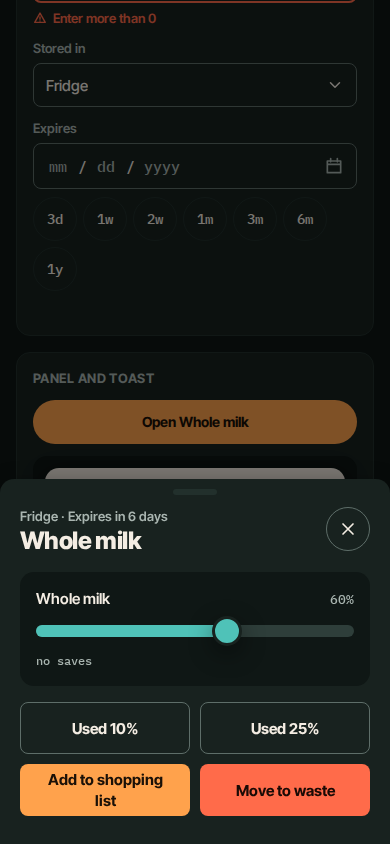 Enter more than 0
Stored in
Fridge
Expires
mm / dd / yyyy
3d 1w 2w 1m 3m 6m
1y
PANEL AND TOAST
Open Whole milk
Fridge · Expires in 6 days
Whole milk
Whole milk 60%
no saves
Used 10% Used 25%
Add to shopping
list
Move to waste